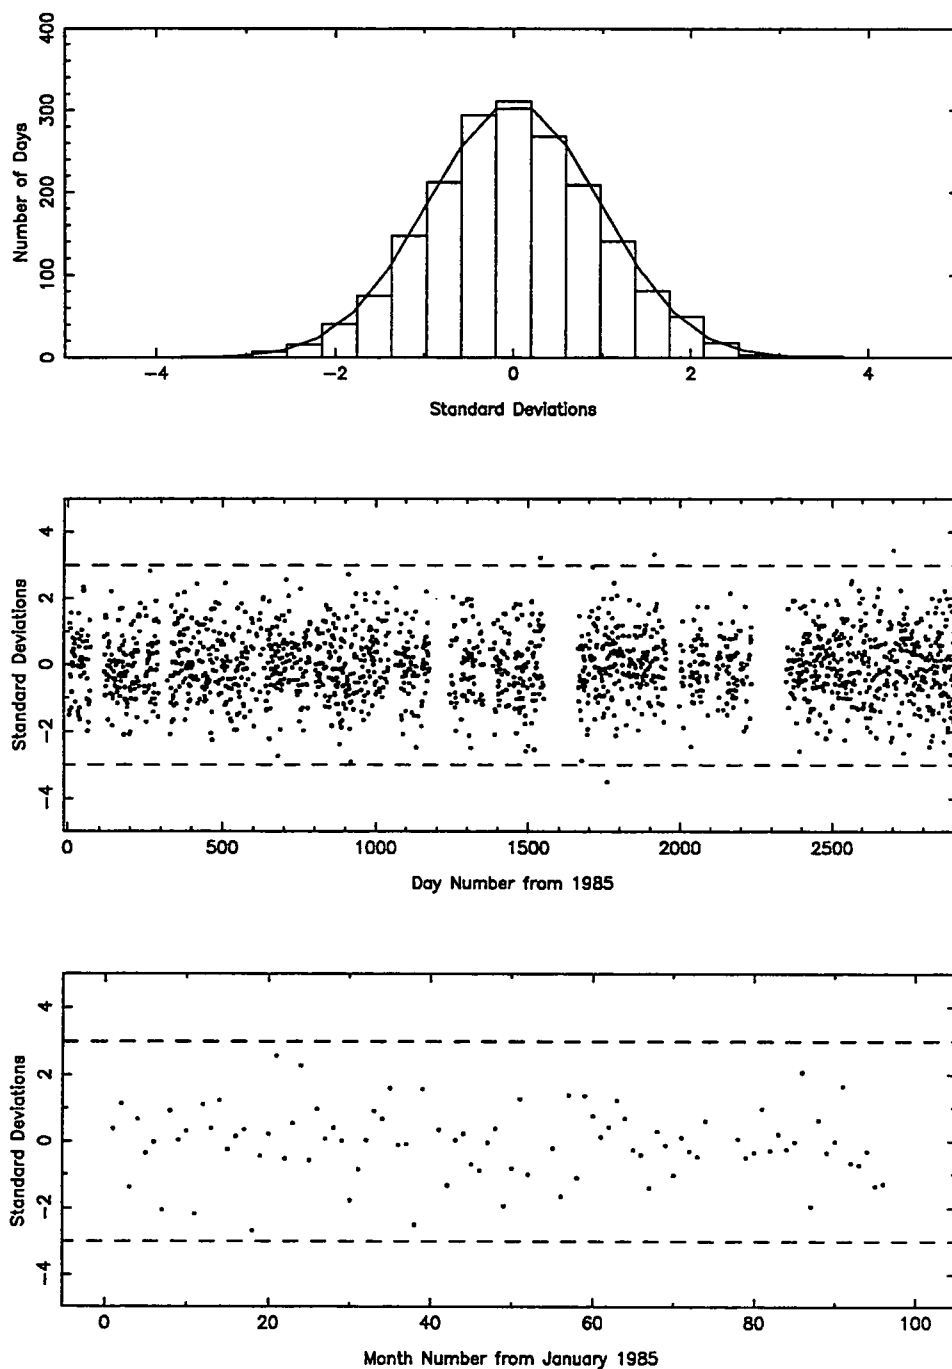 400
300
200
100
0
Number of Days
-4 -2 0 2 4
Standard Deviations
4
2
0
-2
-4
Standard Deviations
0 500 1000 1500 2000 2500
Day Number from 1985
4
2
0
-2
-4
Standard Deviations
0 20 40 60 80 100
Month Number from January 1985